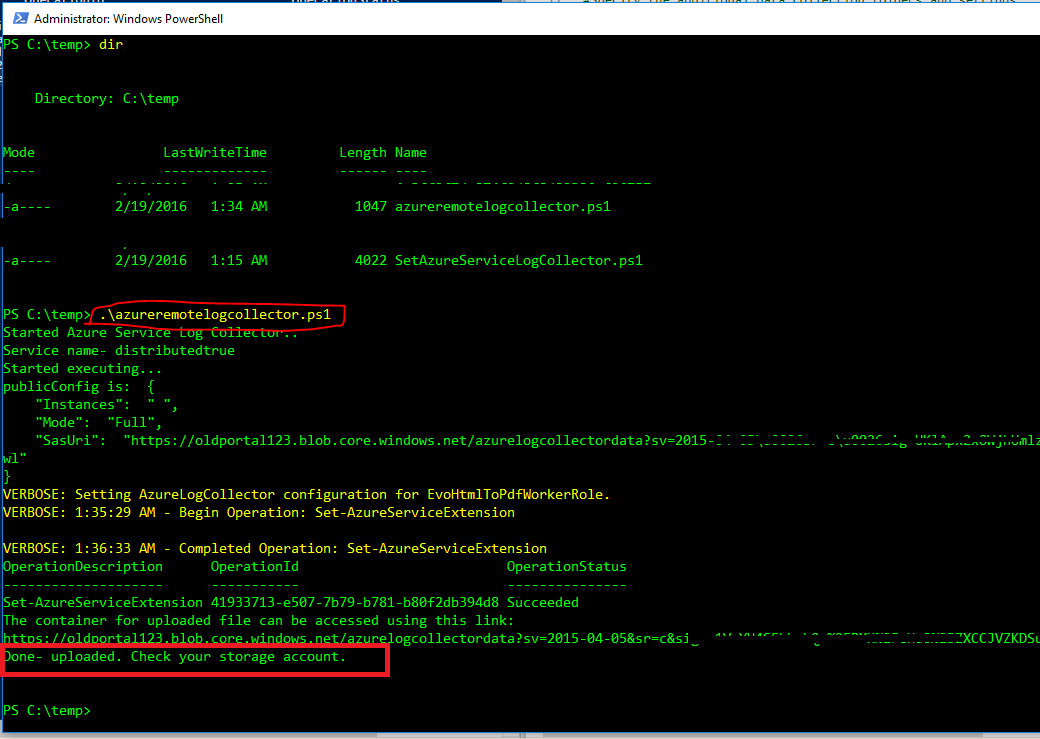 Administrator: Windows PowerShell
PS C:\temp> dir
Directory: C:\temp
Mode LastWriteTime Length Name
---- ------------- ------ ----
-a---- 2/19/2016 1:34 AM 1047 azureremotelogcollector.ps1
-a---- 2/19/2016 1:15 AM 4022 SetAzureServiceLogCollector.ps1
PS C:\temp> .\azureremotelogcollector.ps1
Started Azure Service Log Collector..
Service name- distributedtrue
Started executing...
publicConfig is: {
"Instances": " ",
"Mode": "Full",
"SasUri": "https://oldportal123.blob.core.windows.net/azurelogcollectordata?sv=2015-
wl"
}
VERBOSE: Setting AzureLogCollector configuration for EvoHtmlToPdfWorkerRole.
VERBOSE: 1:35:29 AM - Begin Operation: Set-AzureServiceExtension
VERBOSE: 1:36:33 AM - Completed Operation: Set-AzureServiceExtension
OperationDescription OperationId OperationStatus
-------------------- ----------- ---------------
Set-AzureServiceExtension 41933713-e507-7b79-b781-b80f2db394d8 Succeeded
The container for uploaded file can be accessed using this link:
https://oldportal123.blob.core.windows.net/azurelogcollectordata?sv=2015-04-05&sr=c&sig
Done- uploaded. Check your storage account.
PS C:\temp>